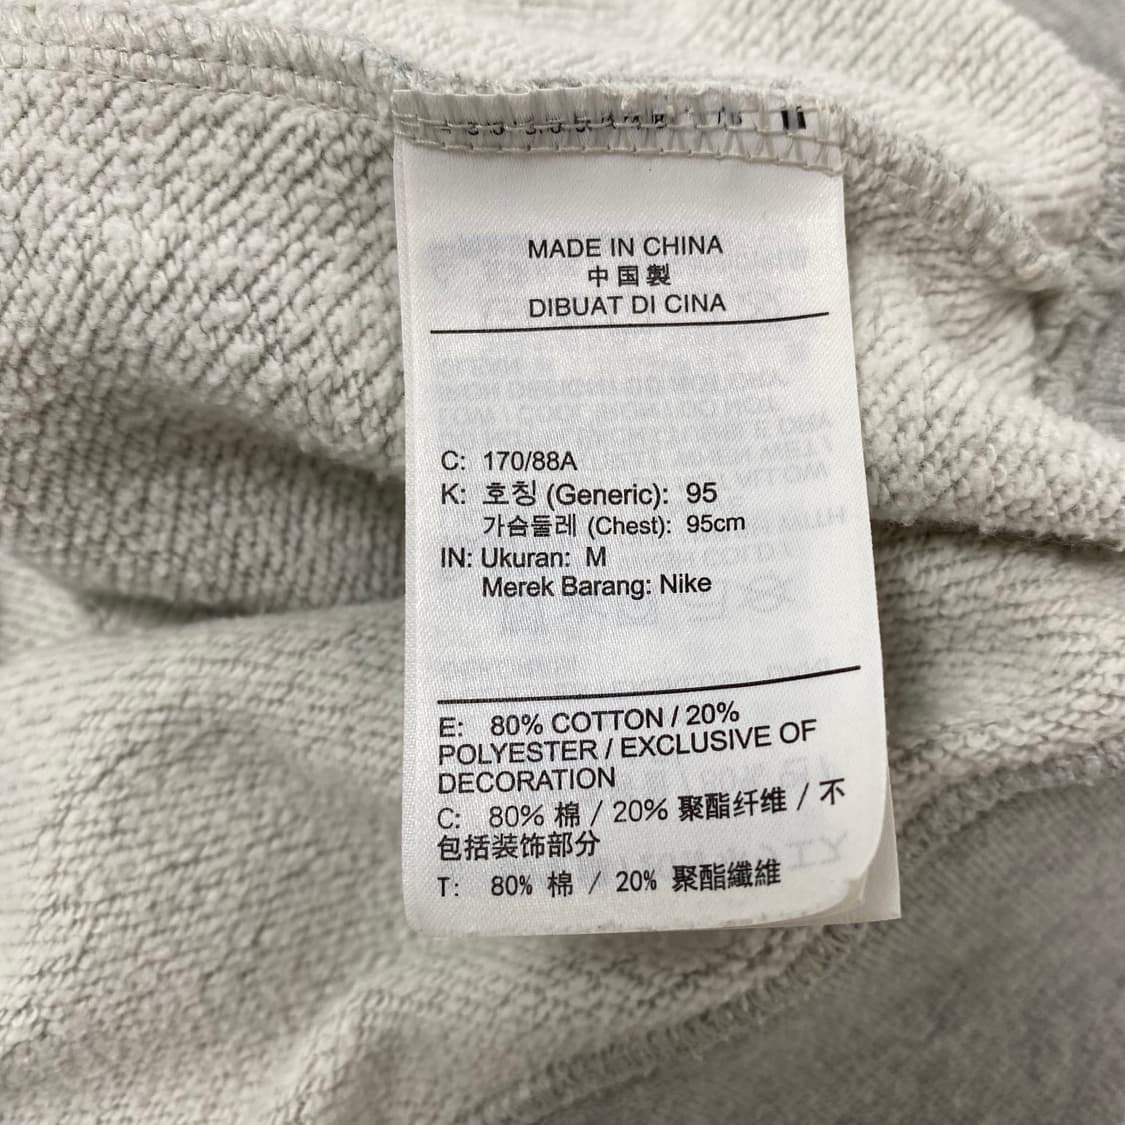 MADE IN CHINA
中国製
DIBUAT DI CINA
C: 170/88A
K: 호칭 (Generic): 95
가슴둘레 (Chest): 95cm
IN: Ukuran: M
Merek Barang: Nike
E: 80% COTTON / 20%
POLYESTER / EXCLUSIVE OF
DECORATION
C: 80% 棉 / 20% 聚酯纤维 / 不
包括装饰部分
T: 80% 棉 / 20% 聚酯纖維